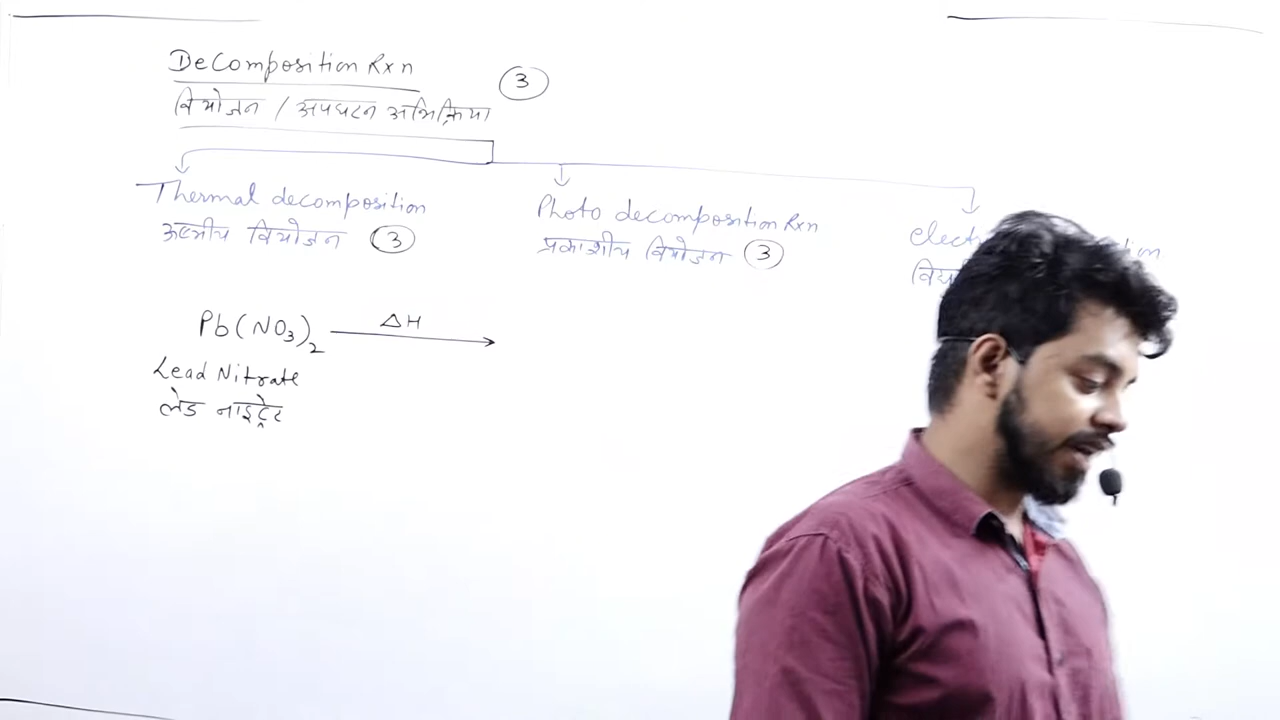 Decomposition Rxn
वियोजन / अपघटन अभिक्रिया
3
Thermal decomposition
ऊष्मीय वियोजन 3
Photo decomposition Rxn
प्रकाशीय वियोजन 3
Pb(NO3)2 ΔH
Lead Nitrate
लेड नाइट्रेट